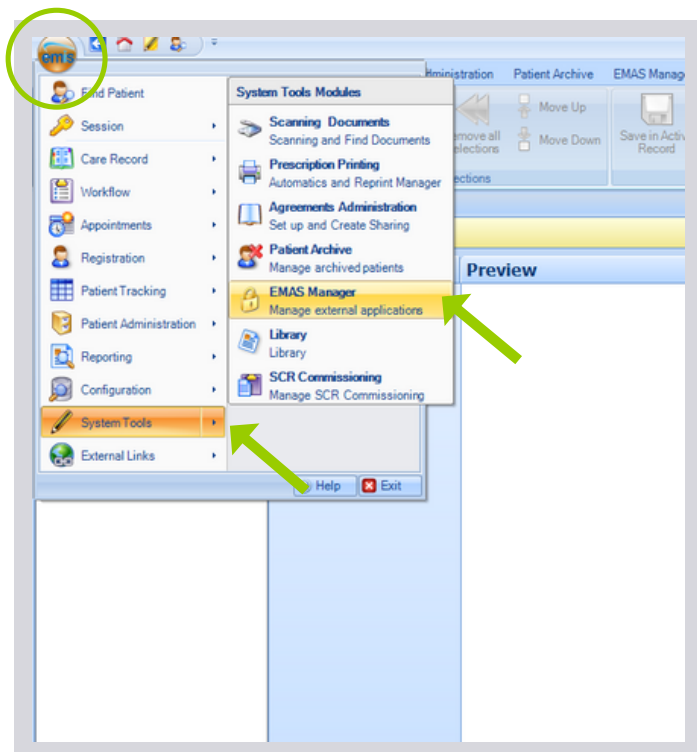 emis
Find Patient
Session
Care Record
Workflow
Appointments
Registration
Patient Tracking
Patient Administration
Reporting
Configuration
System Tools
External Links
System Tools Modules
Scanning Documents
Scanning and Find Documents
Prescription Printing
Automatics and Reprint Manager
Agreements Administration
Set up and Create Sharing
Patient Archive
Manage archived patients
EMAS Manager
Manage external applications
Library
Library
SCR Commissioning
Manage SCR Commissioning
Help
Exit
Patient Archive
EMAS Manag
Move Up
Move Down
Save in Activ
Record
Preview